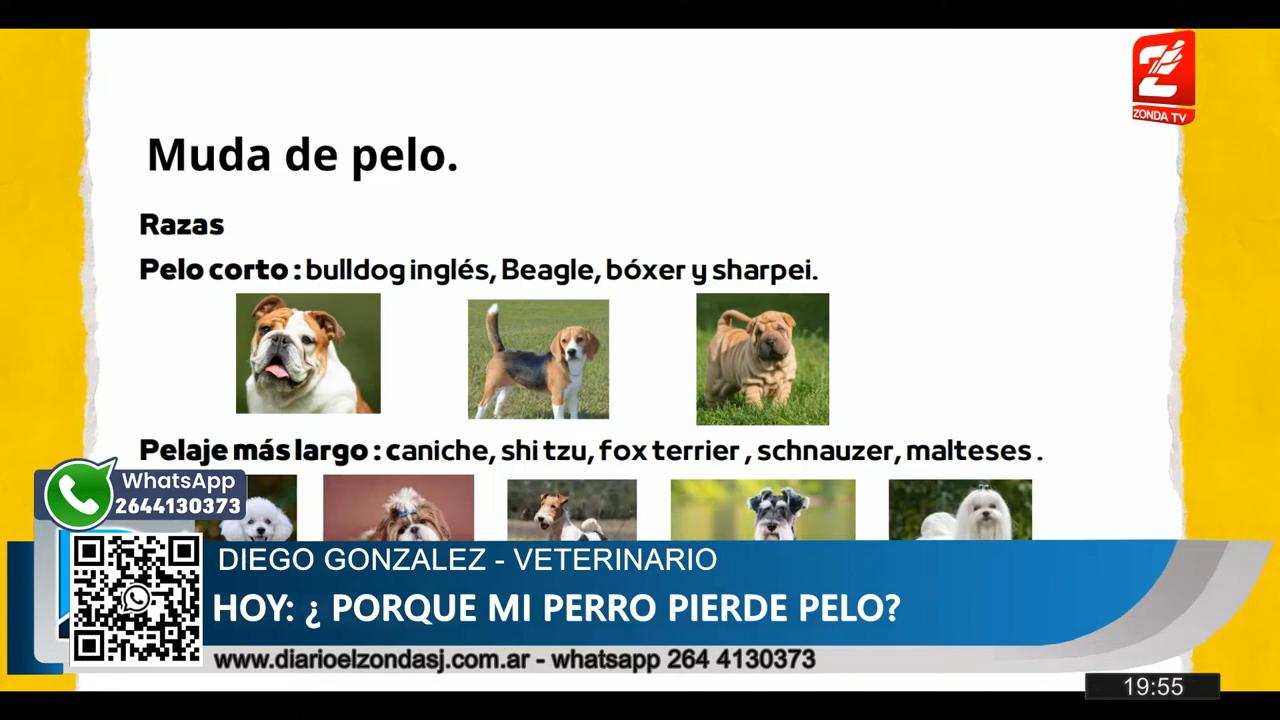 ZONDA TV
Muda de pelo.
Razas
Pelo corto : bulldog inglés, Beagle, bóxer y sharpei.
Pelaje más largo : caniche, shi tzu, fox terrier , schnauzer, malteses .
WhatsApp
2644130373
DIEGO GONZALEZ - VETERINARIO
HOY: ¿ PORQUE MI PERRO PIERDE PELO?
www.diarioelzondasj.com.ar - whatsapp 264 4130373
19:55